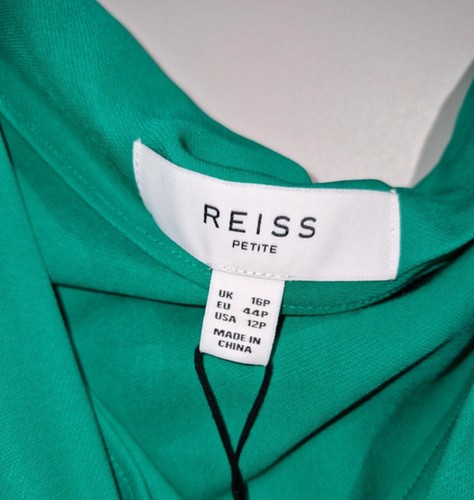 REISS
PETITE
UK 16P
EU 44P
USA 12P
MADE IN
CHINA